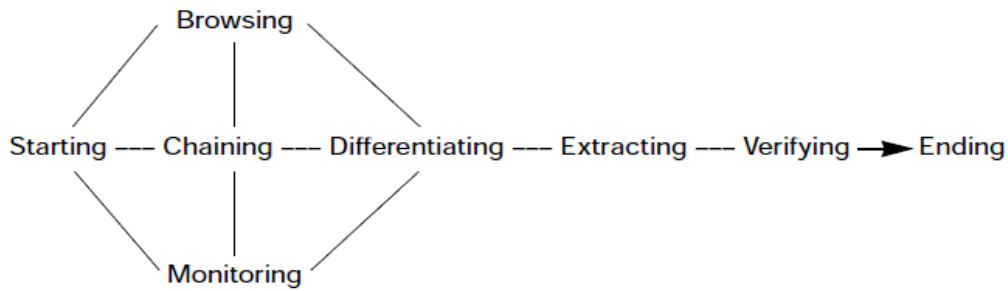 Browsing
Starting --- Chaining --- Differentiating --- Extracting --- Verifying Ending
Monitoring